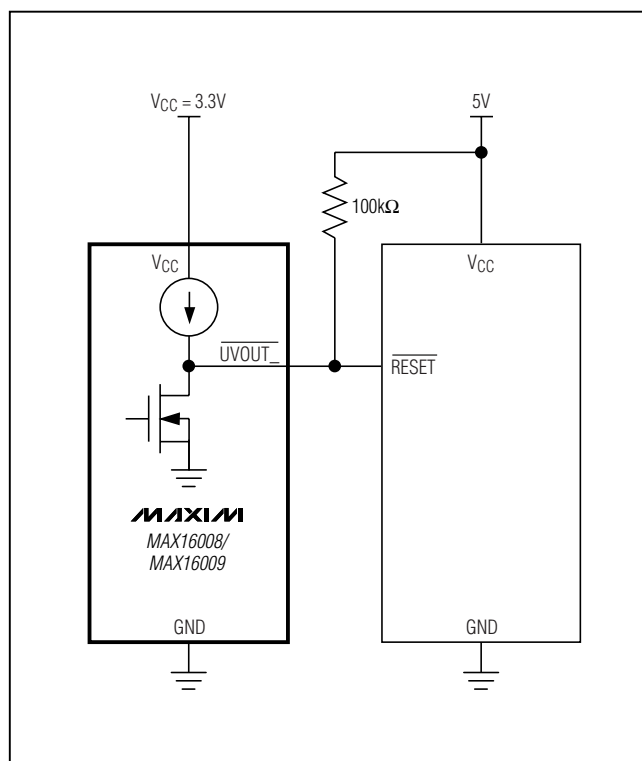 VCC = 3.3V
5V
100kΩ
VCC
VCC
UVOUT_
RESET
MAXIM
MAX16008/
MAX16009
GND
GND